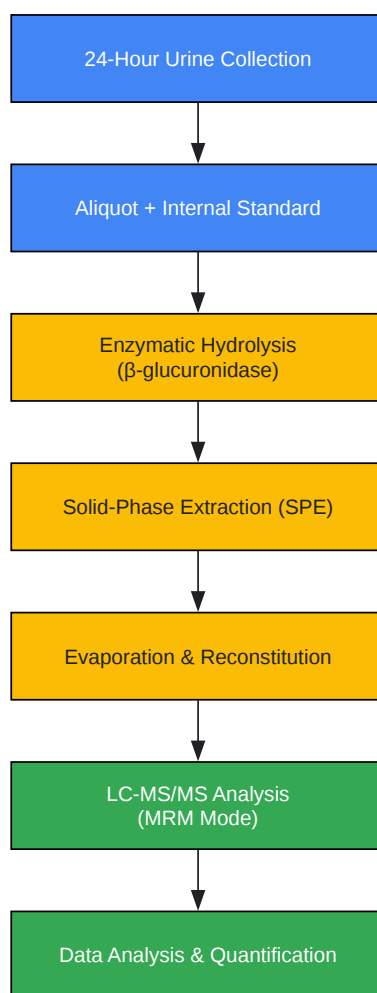 24-Hour Urine Collection
Aliquot + Internal Standard
Enzymatic Hydrolysis
(β-glucuronidase)
Solid-Phase Extraction (SPE)
Evaporation & Reconstitution
LC-MS/MS Analysis
(MRM Mode)
Data Analysis & Quantification